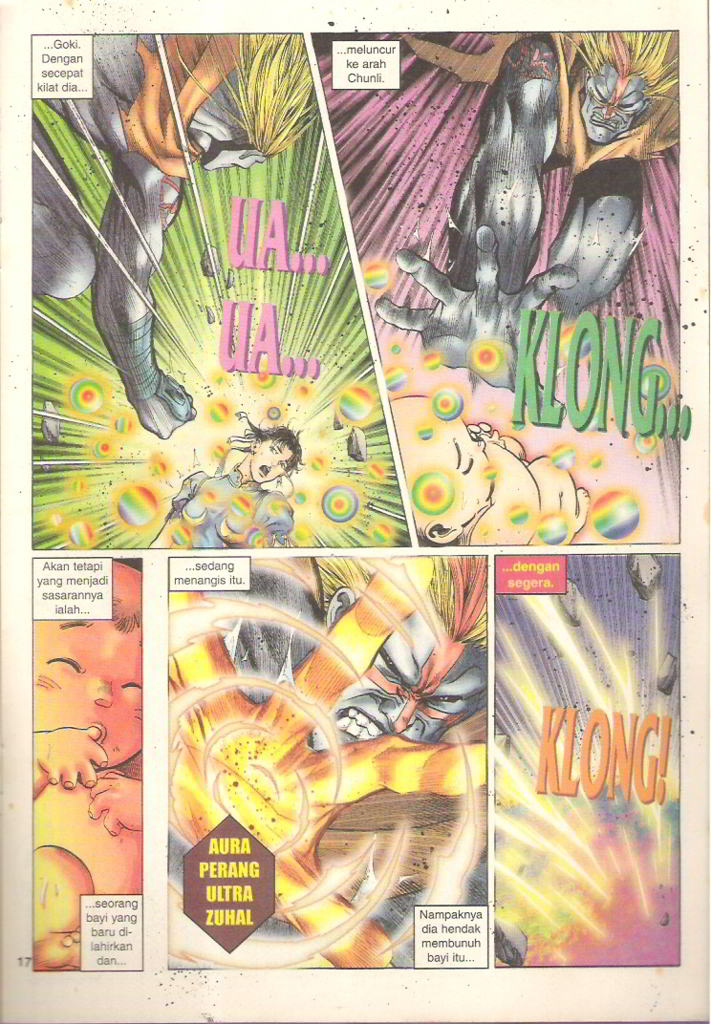 ...Goki.
Dengan
secepat
kilat dia...
UA....
UA....
...meluncur
ke arah
Chunli.
KLONG...
Akan tetapi
yang menjadi
sasarannya
ialah...
...seorang
bayi yang
baru di-
lahirkan
dan...
...sedang
menangis itu.
AURA
PERANG
ULTRA
ZUHAL
Nampaknya
dia hendak
membunuh
bayi itu...
...dengan
segera.
KLONG!
17